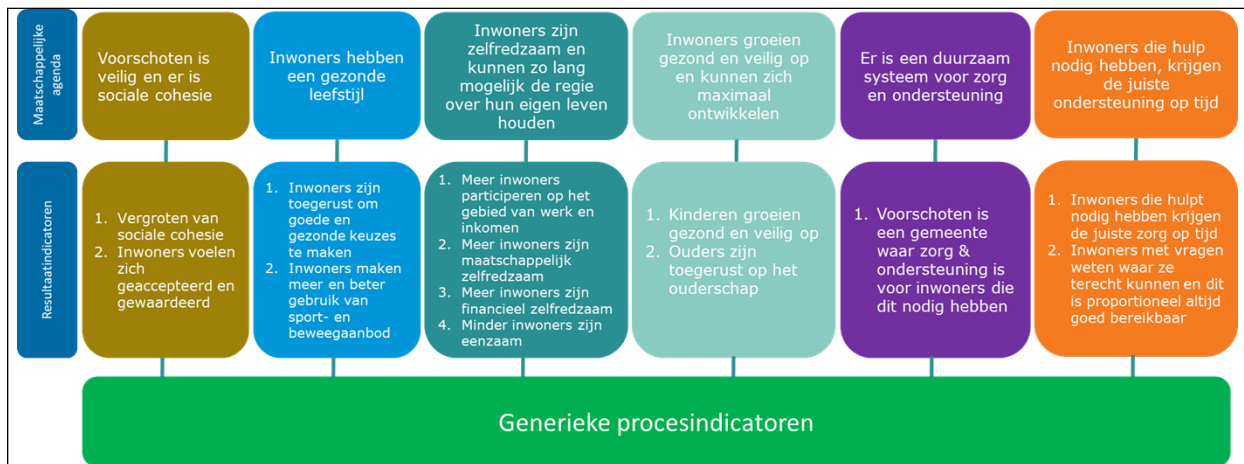 Maatschappelijke
agenda
Voorschoten is
veilig en er is
sociale cohesie
Inwoners hebben
een gezonde
leefstijl
Inwoners zijn
zelfredzaam en
kunnen zo lang
mogelijk de regie
over hun eigen leven
houden
Inwoners groeien
gezond en veilig op
en kunnen zich
maximaal
ontwikkelen
Er is een duurzaam
systeem voor zorg
en ondersteuning
Inwoners die hulp
nodig hebben, krijgen
de juiste
ondersteuning op tijd
Resultaatindicatoren
1. Vergroten van
sociale cohesie
2. Inwoners voelen
zich
geaccepteerd en
gewaardeerd
1. Inwoners zijn
toegerust om
goede en
gezonde keuzes
te maken
2. Inwoners maken
meer en beter
gebruik van
sport- en
beweegaanbod
1. Meer inwoners
participeren op het
gebied van werk en
inkomen
2. Meer inwoners zijn
maatschappelijk
zelfredzaam
3. Meer inwoners zijn
financieel zelfredzaam
4. Minder inwoners zijn
eenzaam
1. Kinderen groeien
gezond en veilig op
2. Ouders zijn
toegerust op het
ouderschap
1. Voorschoten is
een gemeente
waar zorg &
ondersteuning is
voor inwoners die
dit nodig hebben
1. Inwoners die hulpt
nodig hebben krijgen
de juiste zorg op tijd
2. Inwoners met vragen
weten waar ze
terecht kunnen en dit
is proportioneel altijd
goed bereikbaar
Generieke procesindicatoren